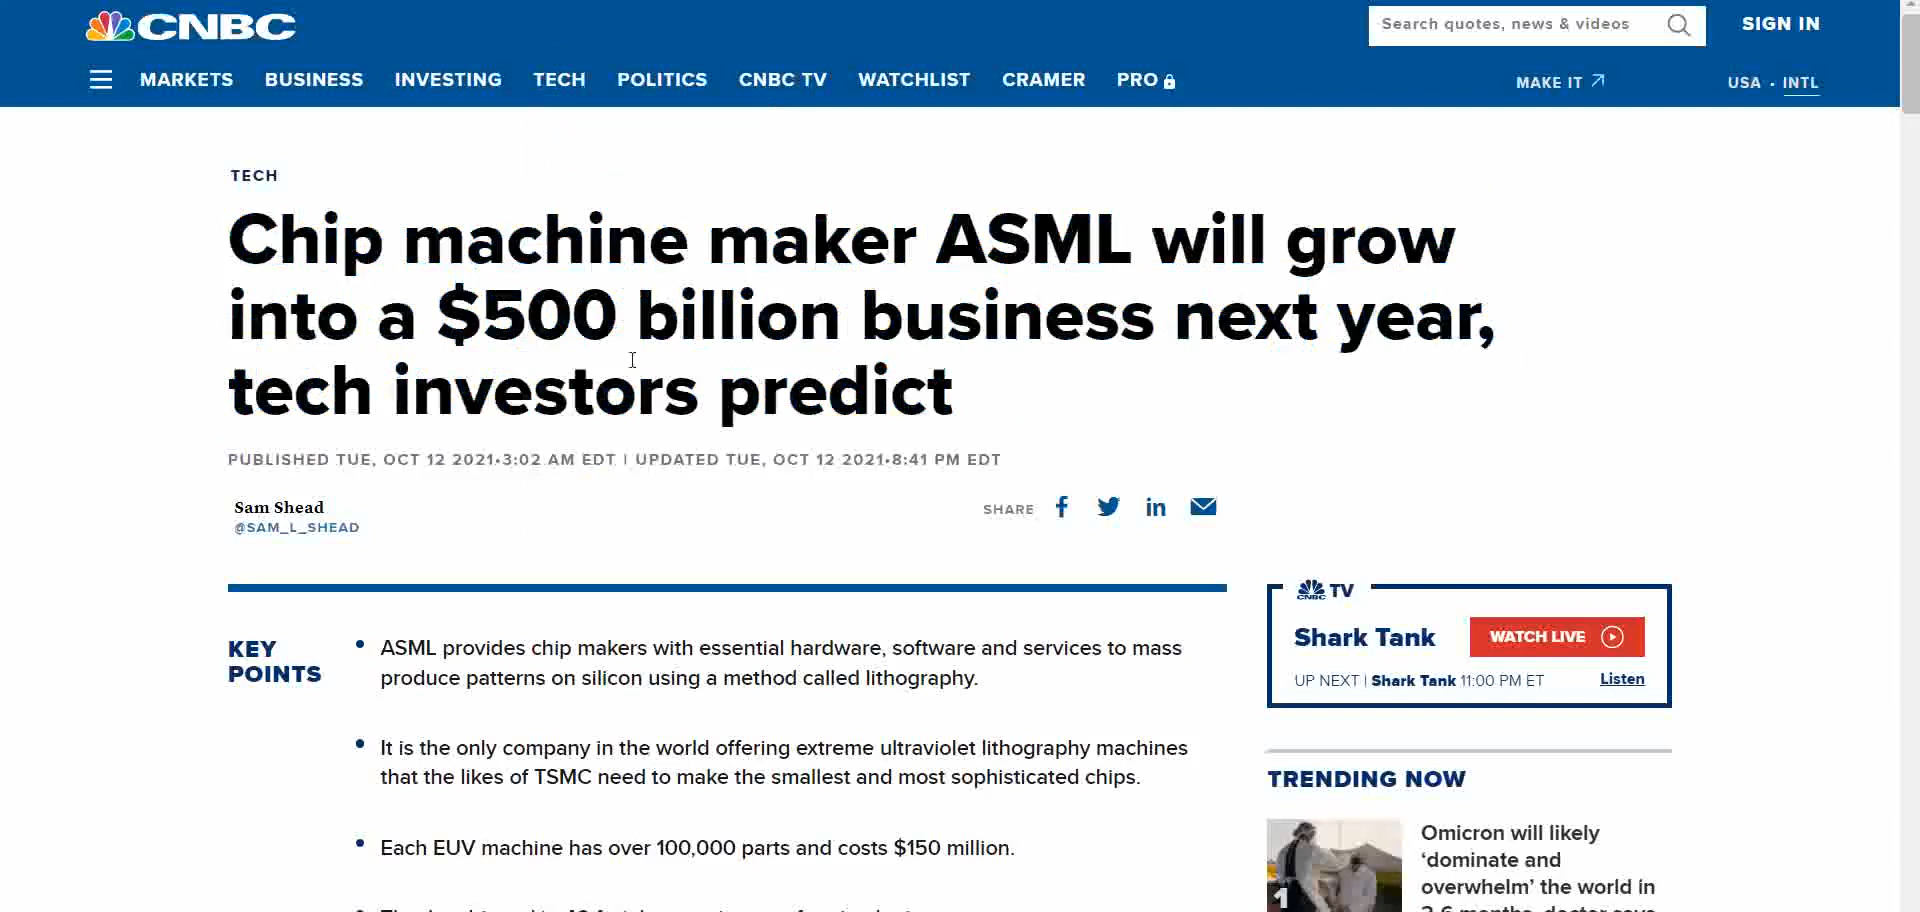 CNBC
Search quotes, news & videos
SIGN IN
MARKETS BUSINESS INVESTING TECH POLITICS CNBC TV WATCHLIST CRAMER PRO
MAKE IT
USA • INTL
TECH
Chip machine maker ASML will grow
into a $500 billion business next year,
tech investors predict
PUBLISHED TUE, OCT 12 2021•3:02 AM EDT | UPDATED TUE, OCT 12 2021•8:41 PM EDT
Sam Shead
@SAM_L_SHEAD
SHARE
KEY
POINTS
• ASML provides chip makers with essential hardware, software and services to mass
produce patterns on silicon using a method called lithography.
• It is the only company in the world offering extreme ultraviolet lithography machines
that the likes of TSMC need to make the smallest and most sophisticated chips.
• Each EUV machine has over 100,000 parts and costs $150 million.
CNBC TV
Shark Tank
WATCH LIVE
UP NEXT | Shark Tank 11:00 PM ET
Listen
TRENDING NOW
1
Omicron will likely
‘dominate and
overwhelm’ the world in